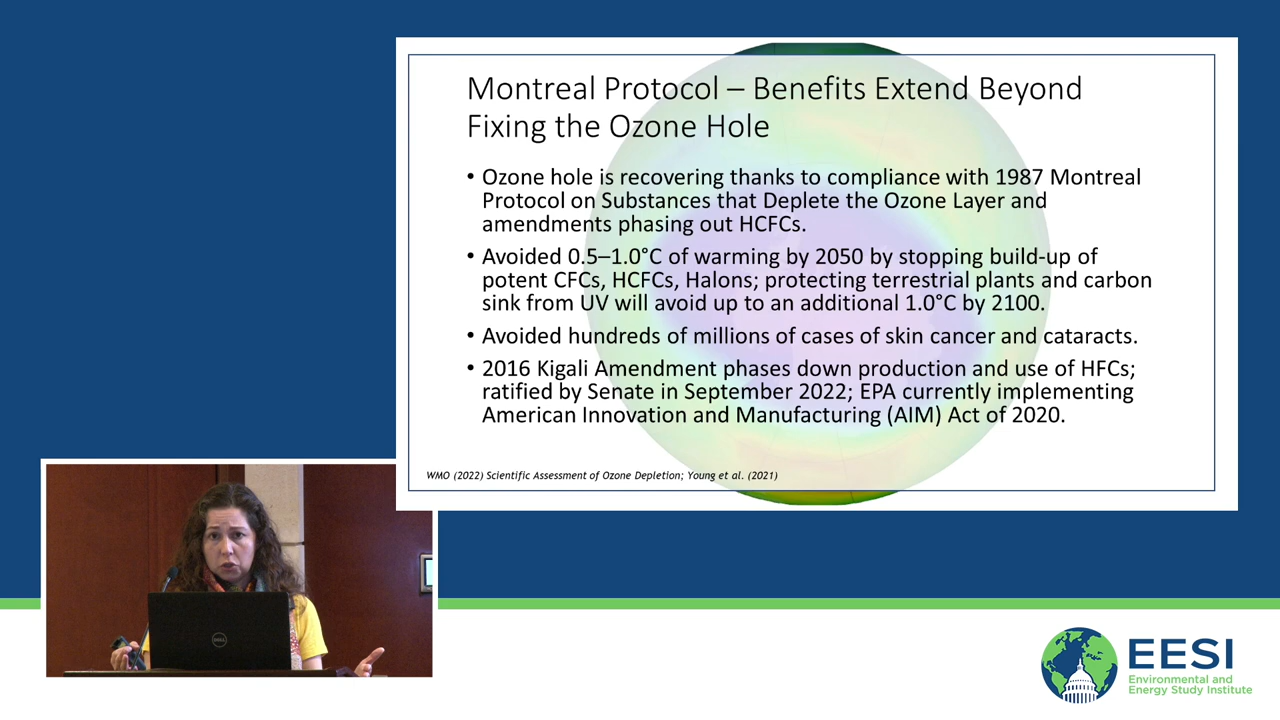 Montreal Protocol – Benefits Extend Beyond
Fixing the Ozone Hole
• Ozone hole is recovering thanks to compliance with 1987 Montreal
Protocol on Substances that Deplete the Ozone Layer and
amendments phasing out HCFCs.
• Avoided 0.5–1.0°C of warming by 2050 by stopping build-up of
potent CFCs, HCFCs, Halons; protecting terrestrial plants and carbon
sink from UV will avoid up to an additional 1.0°C by 2100.
• Avoided hundreds of millions of cases of skin cancer and cataracts.
• 2016 Kigali Amendment phases down production and use of HFCs;
ratified by Senate in September 2022; EPA currently implementing
American Innovation and Manufacturing (AIM) Act of 2020.
WMO (2022) Scientific Assessment of Ozone Depletion; Young et al. (2021)
DELL
EESI
Environmental and
Energy Study Institute